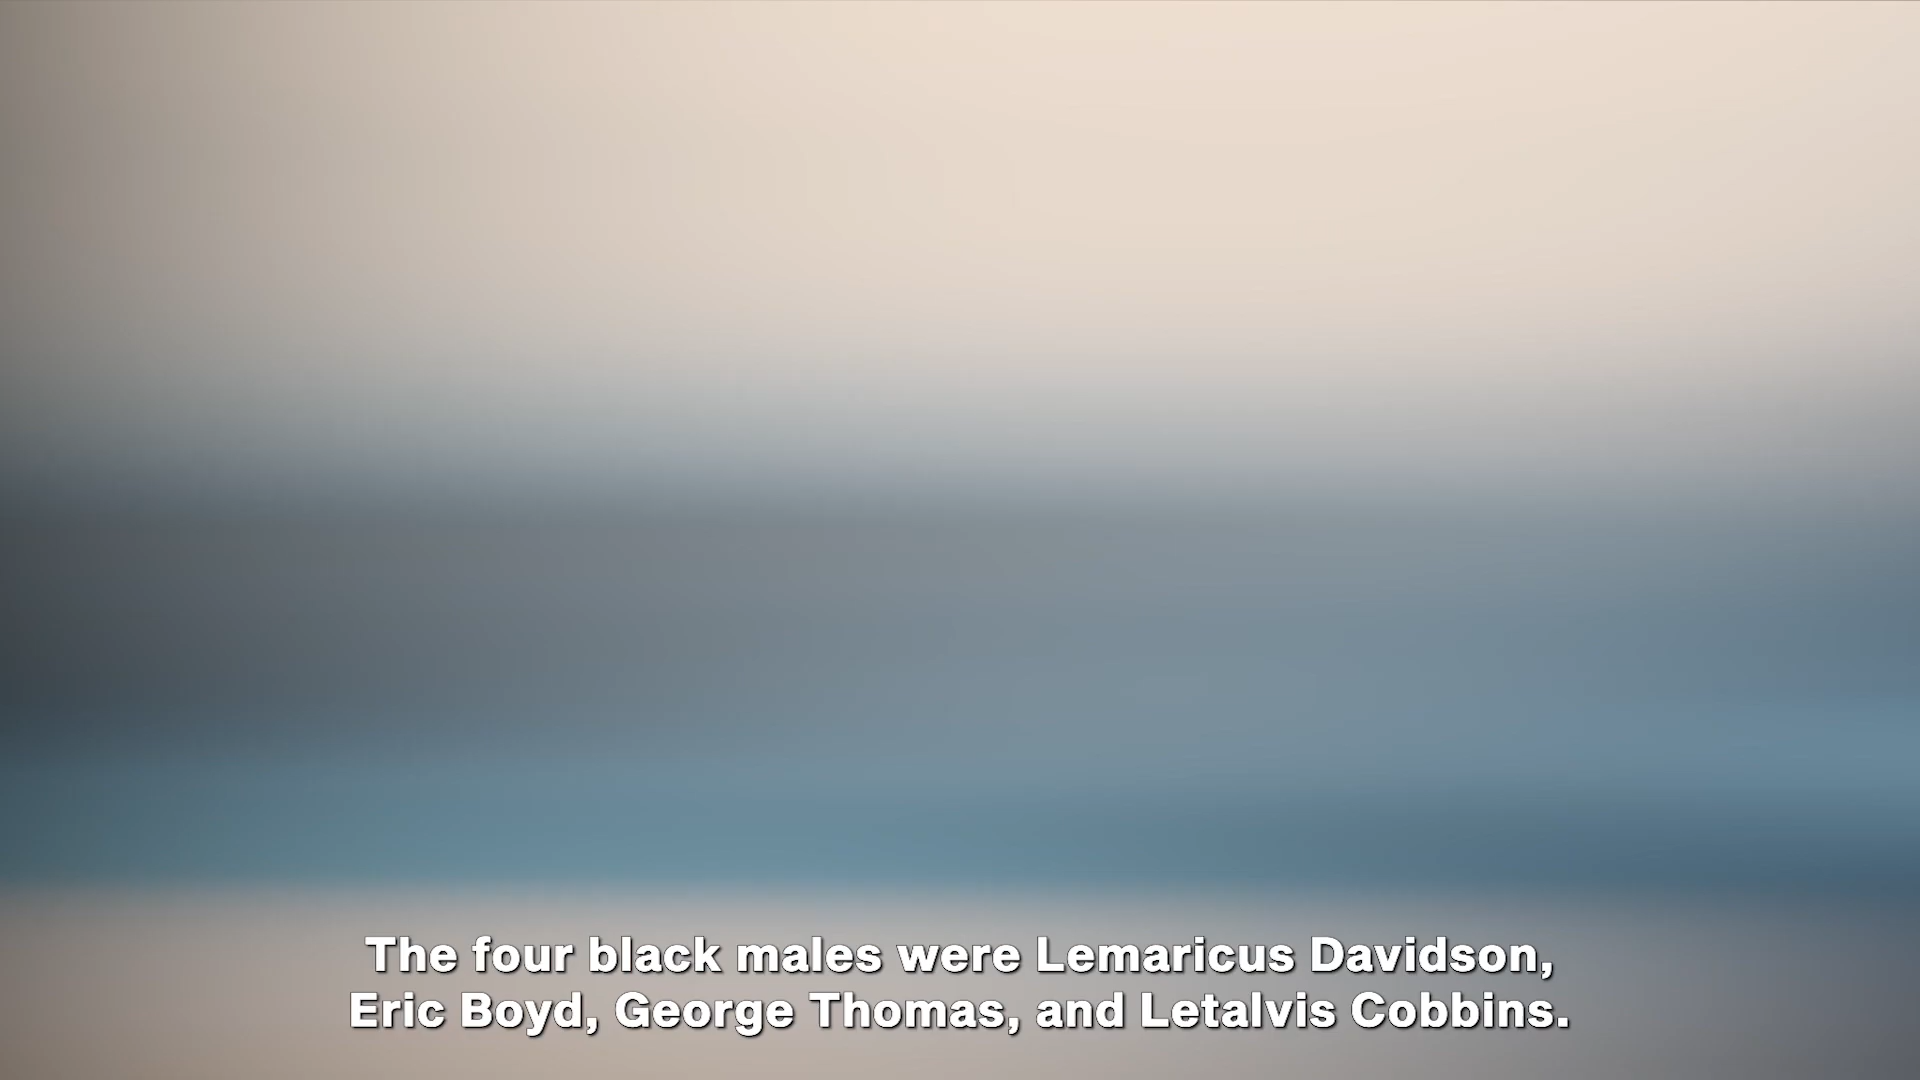 The four black males were Lemaricus Davidson,
Eric Boyd, George Thomas, and Letalvis Cobbins.